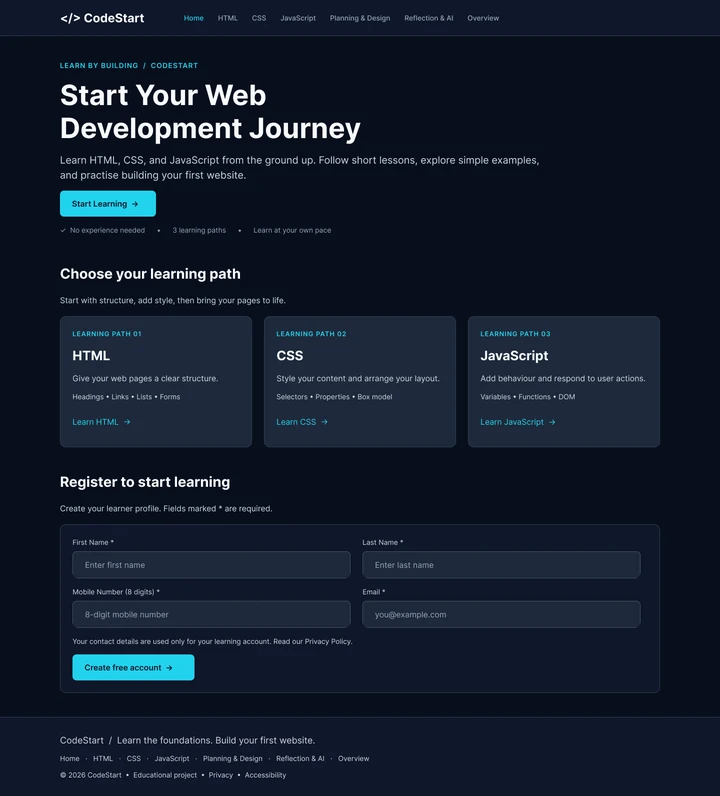 </> CodeStart
Home HTML CSS JavaScript Planning & Design Reflection & AI Overview
LEARN BY BUILDING / CODESTART
Start Your Web
Development Journey
Learn HTML, CSS, and JavaScript from the ground up. Follow short lessons, explore simple examples,
and practise building your first website.
Start Learning →
✓ No experience needed • 3 learning paths • Learn at your own pace
Choose your learning path
Start with structure, add style, then bring your pages to life.
LEARNING PATH 01
HTML
Give your web pages a clear structure.
Headings • Links • Lists • Forms
Learn HTML →
LEARNING PATH 02
CSS
Style your content and arrange your layout.
Selectors • Properties • Box model
Learn CSS →
LEARNING PATH 03
JavaScript
Add behaviour and respond to user actions.
Variables • Functions • DOM
Learn JavaScript →
Register to start learning
Create your learner profile. Fields marked * are required.
First Name *
Enter first name
Last Name *
Enter last name
Mobile Number (8 digits) *
8-digit mobile number
Email *
you@example.com
Your contact details are used only for your learning account. Read our Privacy Policy.
Create free account →
CodeStart / Learn the foundations. Build your first website.
Home · HTML · CSS · JavaScript · Planning & Design · Reflection & AI · Overview
© 2026 CodeStart • Educational project • Privacy • Accessibility